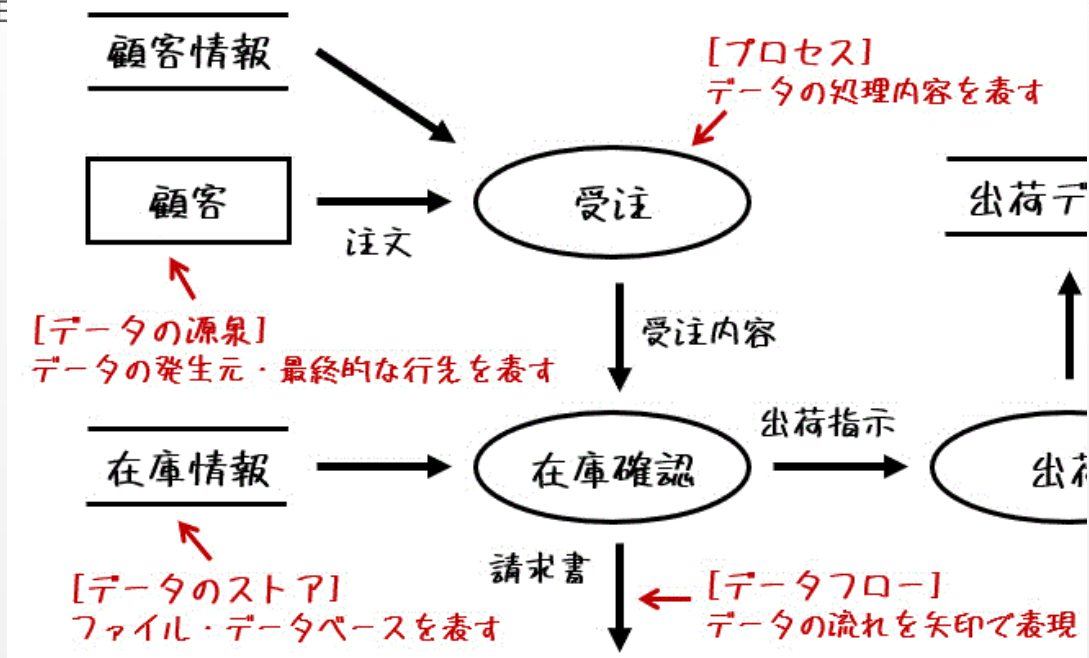 顧客情報
[プロセス]
データの処理内容を表す
顧客
注文
受注
出荷デ
[データの源泉]
データの発生元・最終的な行先を表す
受注内容
在庫情報
在庫確認
出荷指示
出荷
[データのストア]
ファイル・データベースを表す
請求書
[データフロー]
データの流れを矢印で表現